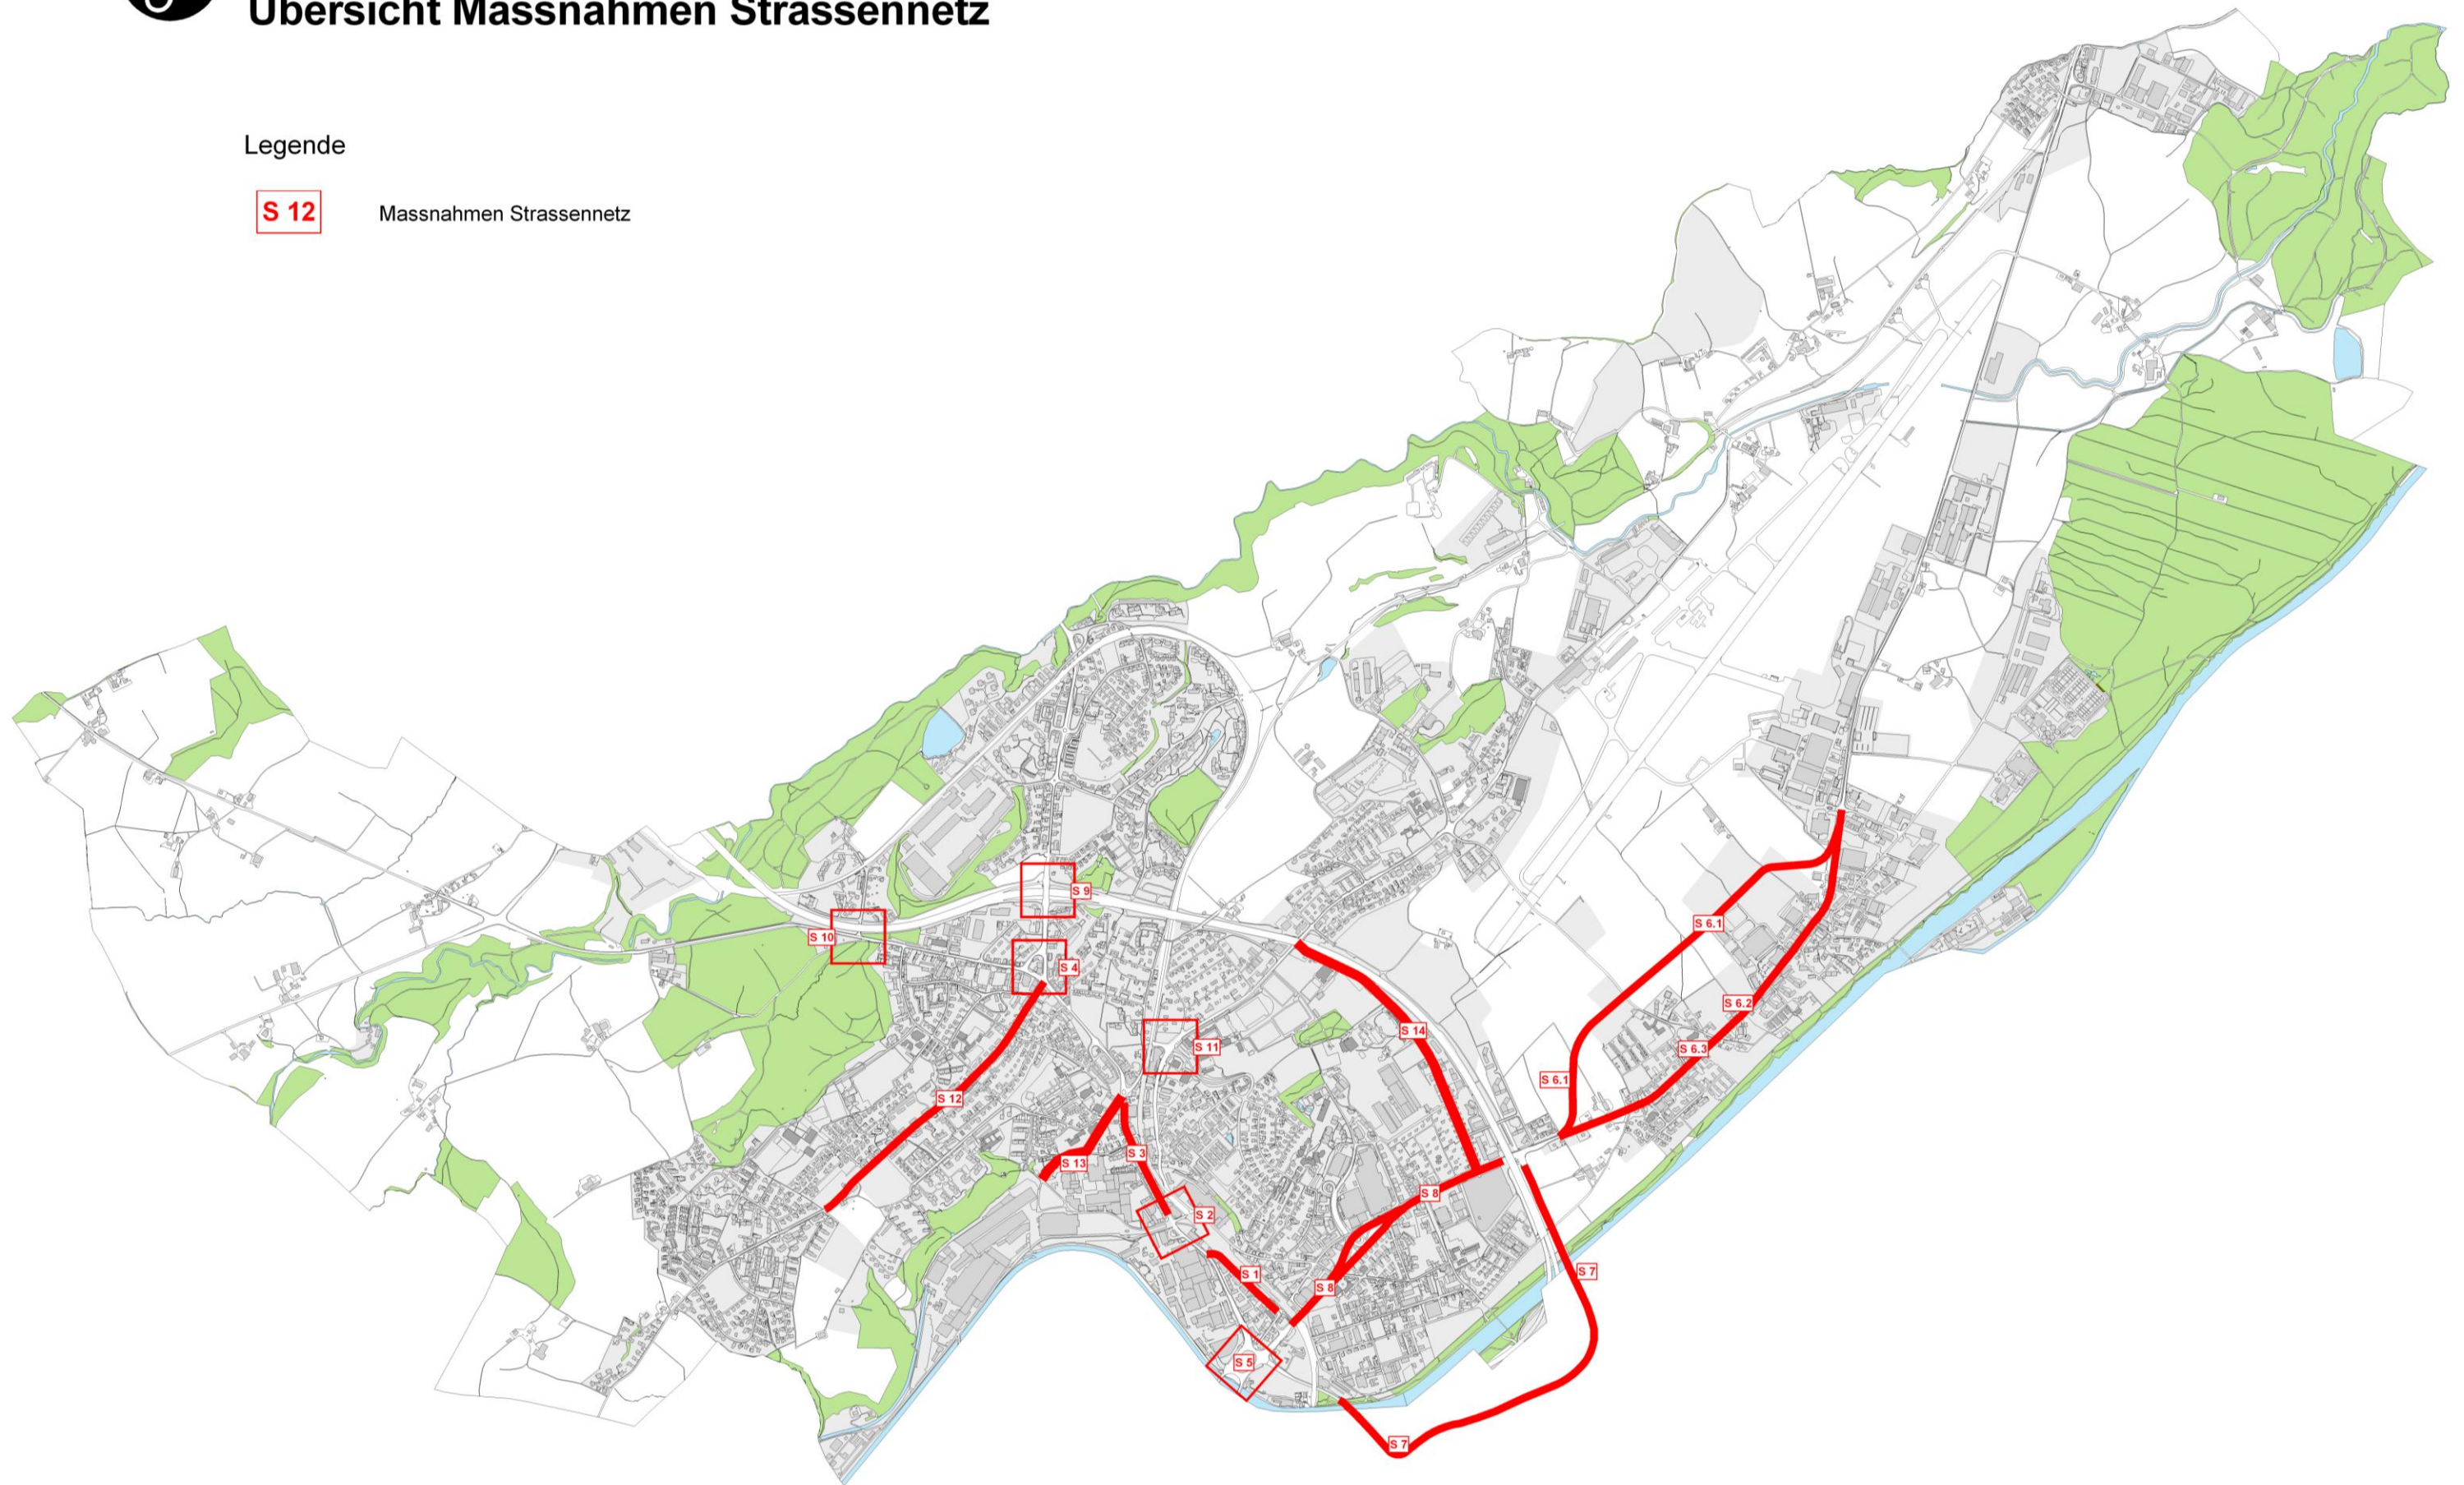 Übersicht Massnahmen Strassennetz
Legende
S 12
Massnahmen Strassennetz
S 9
S 10
S 6.1
S 4
S 6.2
S 14
S 11
S 6.3
S 6.1
S 12
S 3
S 13
S 8
S 2
S 7
S 1
S 8
S 5
S 7